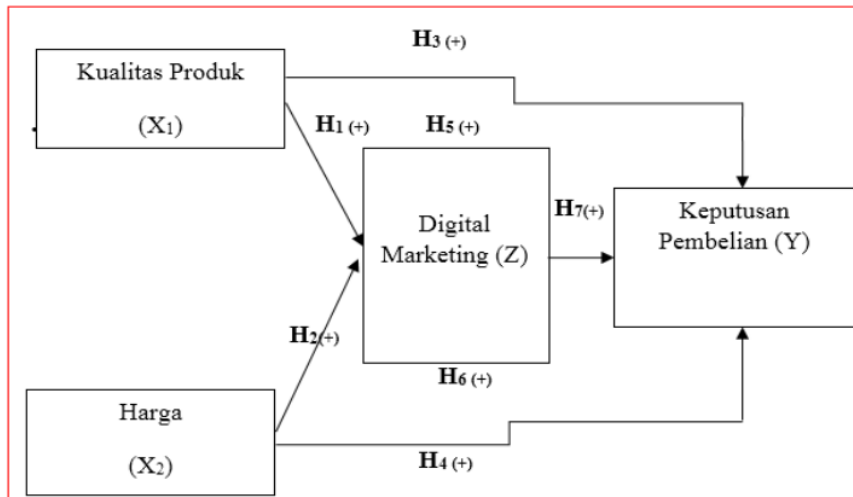 H3 (+)
Kualitas Produk
(X1)
H1 (+)
H5 (+)
Digital
Marketing (Z)
H7(+)
Keputusan
Pembelian (Y)
H2(+)
H6 (+)
Harga
(X2)
H4 (+)